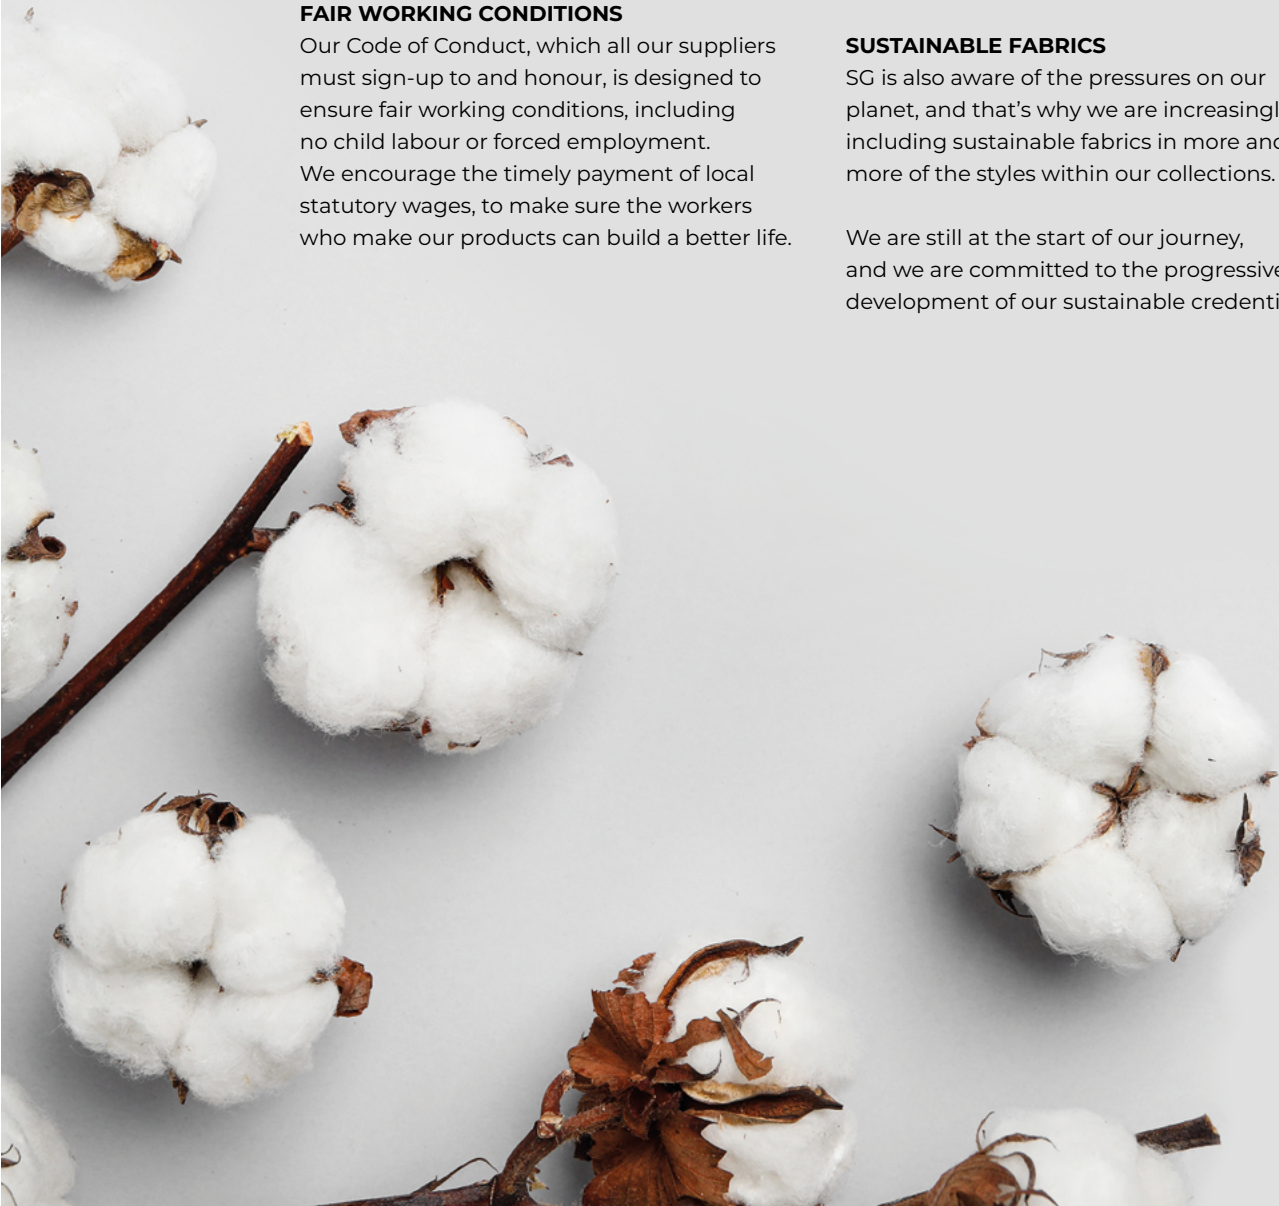 FAIR WORKING CONDITIONS
Our Code of Conduct, which all our suppliers
must sign-up to and honour, is designed to
ensure fair working conditions, including
no child labour or forced employment.
We encourage the timely payment of local
statutory wages, to make sure the workers
who make our products can build a better life.
SUSTAINABLE FABRICS
SG is also aware of the pressures on our
planet, and that’s why we are increasingl
including sustainable fabrics in more and
more of the styles within our collections.
We are still at the start of our journey,
and we are committed to the progressive
development of our sustainable credenti